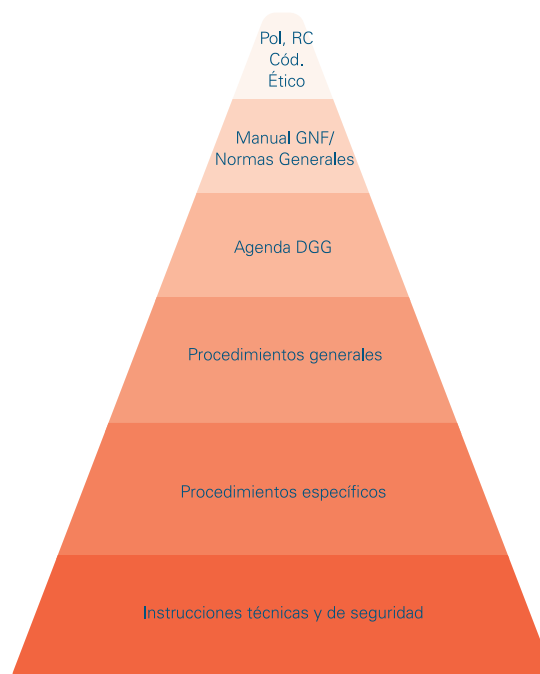 Pol, RC
Cód.
Ético
Manual GNF/
Normas Generales
Agenda DGG
Procedimientos generales
Procedimientos específicos
Instrucciones técnicas y de seguridad